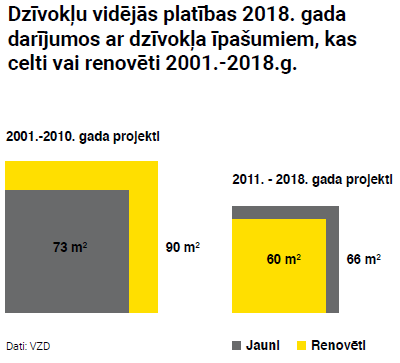 Dzīvokļu vidējās platības 2018. gada
darījumos ar dzīvokļa īpašumiem, kas
celti vai renovēti 2001.-2018.g.
2001.-2010. gada projekti
73 m²
90 m²
2011. - 2018. gada projekti
60 m²
66 m²
Dati: VZD
Jauni
Renovēti